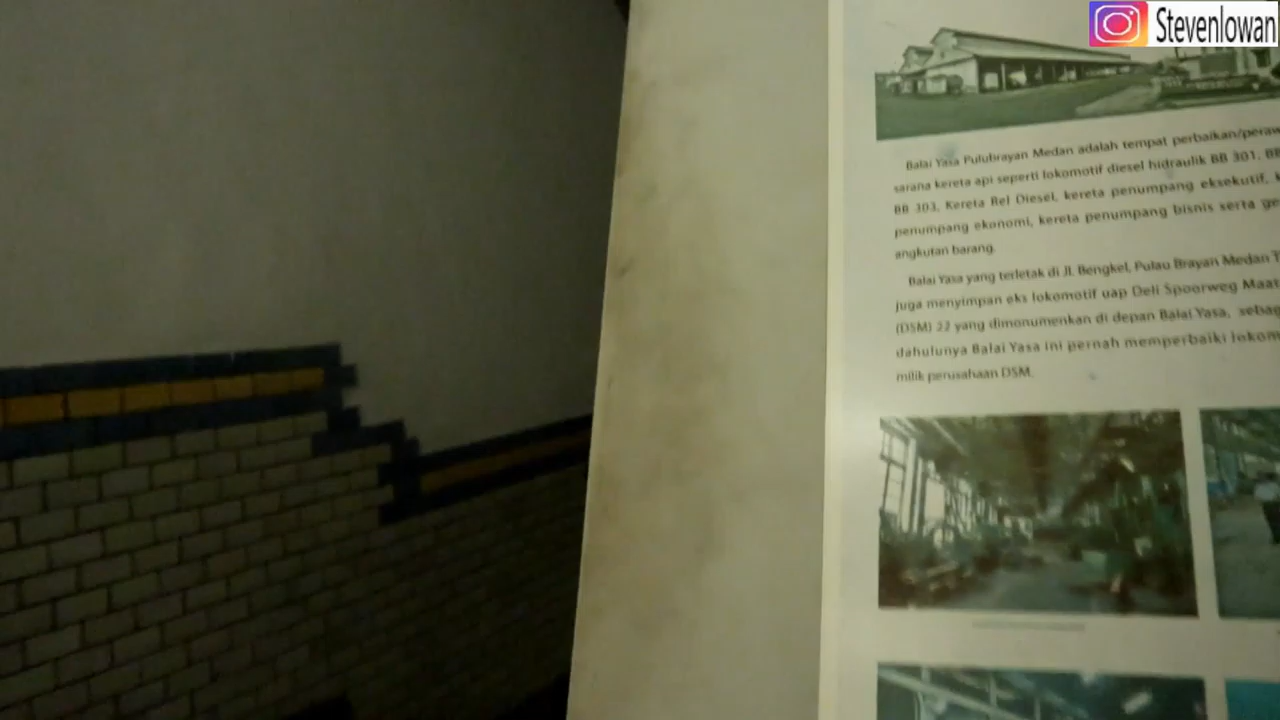 Stevenlowan
Balai Yasa Pulubrayan Medan adalah tempat perbaikan/peraw
sarana kereta api seperti lokomotif diesel hidraulik BB 301, BB
BB 303, Kereta Rel Diesel, kereta penumpang eksekutif, k
penumpang ekonomi, kereta penumpang bisnis serta ge
angkutan barang.
Balai Yasa yang terletak di Jl. Bengkel, Pulau Brayan Medan T
juga menyimpan eks lokomotif uap Deli Spoorweg Maat
(DSM) 22 yang dimonumenkan di depan Balai Yasa, sebag
dahulunya Balai Yasa ini pernah memperbaiki lokom
milik perusahaan DSM.